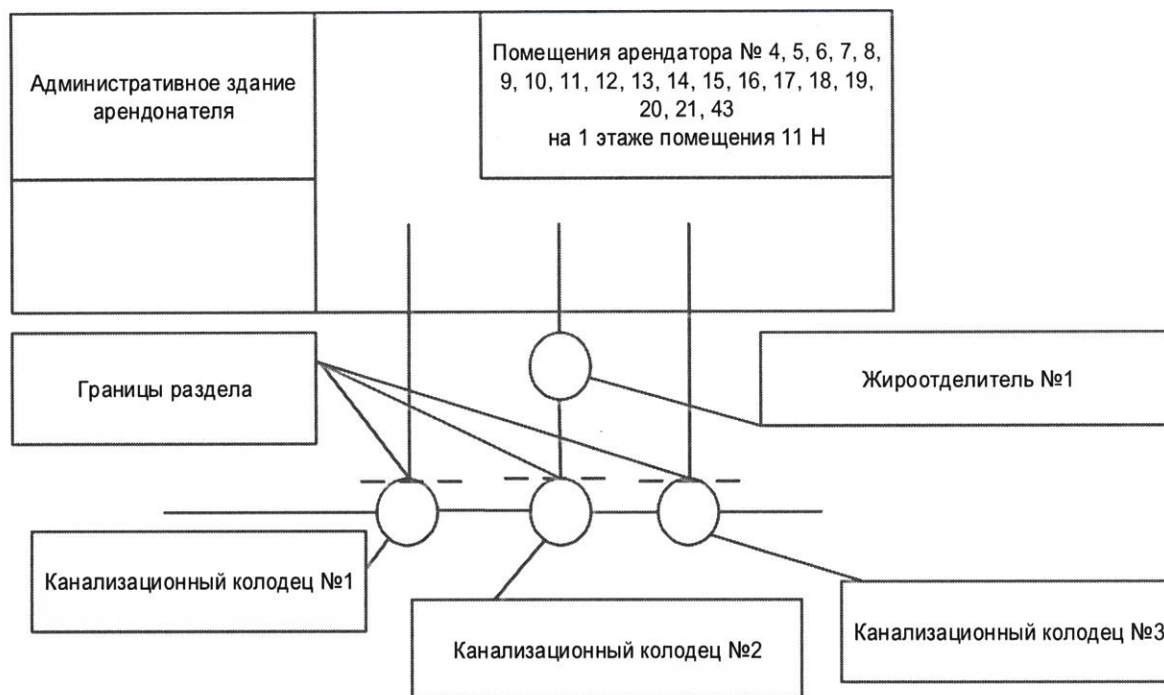 Административное здание
арендонателя
Помещения арендатора № 4, 5, 6, 7, 8,
9, 10, 11, 12, 13, 14, 15, 16, 17, 18, 19,
20, 21, 43
на 1 этаже помещения 11 Н
Границы раздела
Жироотделитель №1
Канализационный колодец №1
Канализационный колодец №2
Канализационный колодец №3